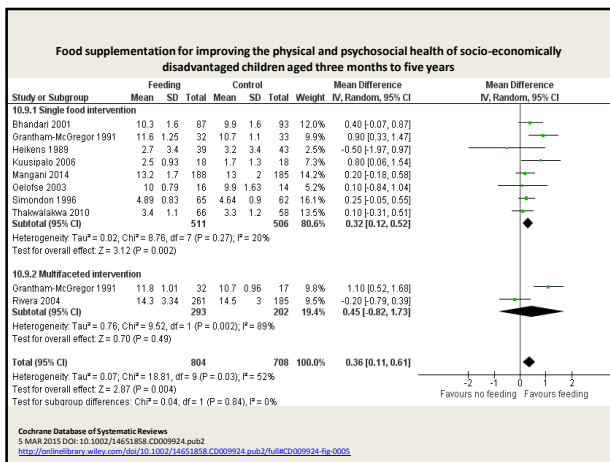 Food supplementation for improving the physical and psychosocial health of socio-economically
disadvantaged children aged three months to five years
Feeding Control Mean Difference Mean Difference
Study or Subgroup Mean SD Total Mean SD Total Weight IV, Random, 95% CI IV, Random, 95% CI
10.9.1 Single food intervention
Bhandari 2001 10.3 1.6 87 9.9 1.6 93 12.0% 0.40 [-0.07, 0.87]
Grantham-McGregor 1991 11.6 1.25 32 10.7 1.1 33 9.9% 0.90 [0.33, 1.47]
Heikens 1989 2.7 3.4 39 3.2 3.4 43 2.3% -0.50 [-1.97, 0.97]
Kuusipalo 2006 2.5 0.93 18 1.7 1.3 18 7.0% 0.80 [0.06, 1.54]
Mangani 2014 13.2 1.7 188 13 2 185 14.2% 0.20 [-0.18, 0.58]
Oelofse 2003 10 0.79 16 9.9 1.63 14 5.1% 0.10 [-0.84, 1.04]
Simondon 1996 4.89 0.83 65 4.64 0.9 62 16.5% 0.25 [-0.05, 0.55]
Thakwalakwa 2010 3.4 1.1 66 3.3 1.2 58 13.6% 0.10 [-0.31, 0.51]
Subtotal (95% CI) 511 506 80.6% 0.32 [0.12, 0.52]
Heterogeneity: Tau² = 0.02; Chi² = 8.76, df = 7 (P = 0.27); I² = 20%
Test for overall effect: Z = 3.12 (P = 0.002)
10.9.2 Multifaceted intervention
Grantham-McGregor 1991 11.8 1.01 32 10.7 0.96 17 9.8% 1.10 [0.52, 1.68]
Rivera 2004 14.3 3.34 261 14.5 3 185 9.5% -0.20 [-0.79, 0.39]
Subtotal (95% CI) 293 202 19.4% 0.45 [-0.82, 1.73]
Heterogeneity: Tau² = 0.76; Chi² = 9.52, df = 1 (P = 0.002); I² = 89%
Test for overall effect: Z = 0.70 (P = 0.49)
Total (95% CI) 804 708 100.0% 0.36 [0.11, 0.61]
Heterogeneity: Tau² = 0.07; Chi² = 18.81, df = 9 (P = 0.03); I² = 52%
Test for overall effect: Z = 2.87 (P = 0.004)
Test for subgroup differences: Chi² = 0.04, df = 1 (P = 0.84), I² = 0%
-2 -1 0 1 2
Favours no feeding Favours feeding
Cochrane Database of Systematic Reviews
5 MAR 2015 DOI: 10.1002/14651858.CD009924.pub2
http://onlinelibrary.wiley.com/doi/10.1002/14651858.CD009924.pub2/full#CD009924-fig-0005